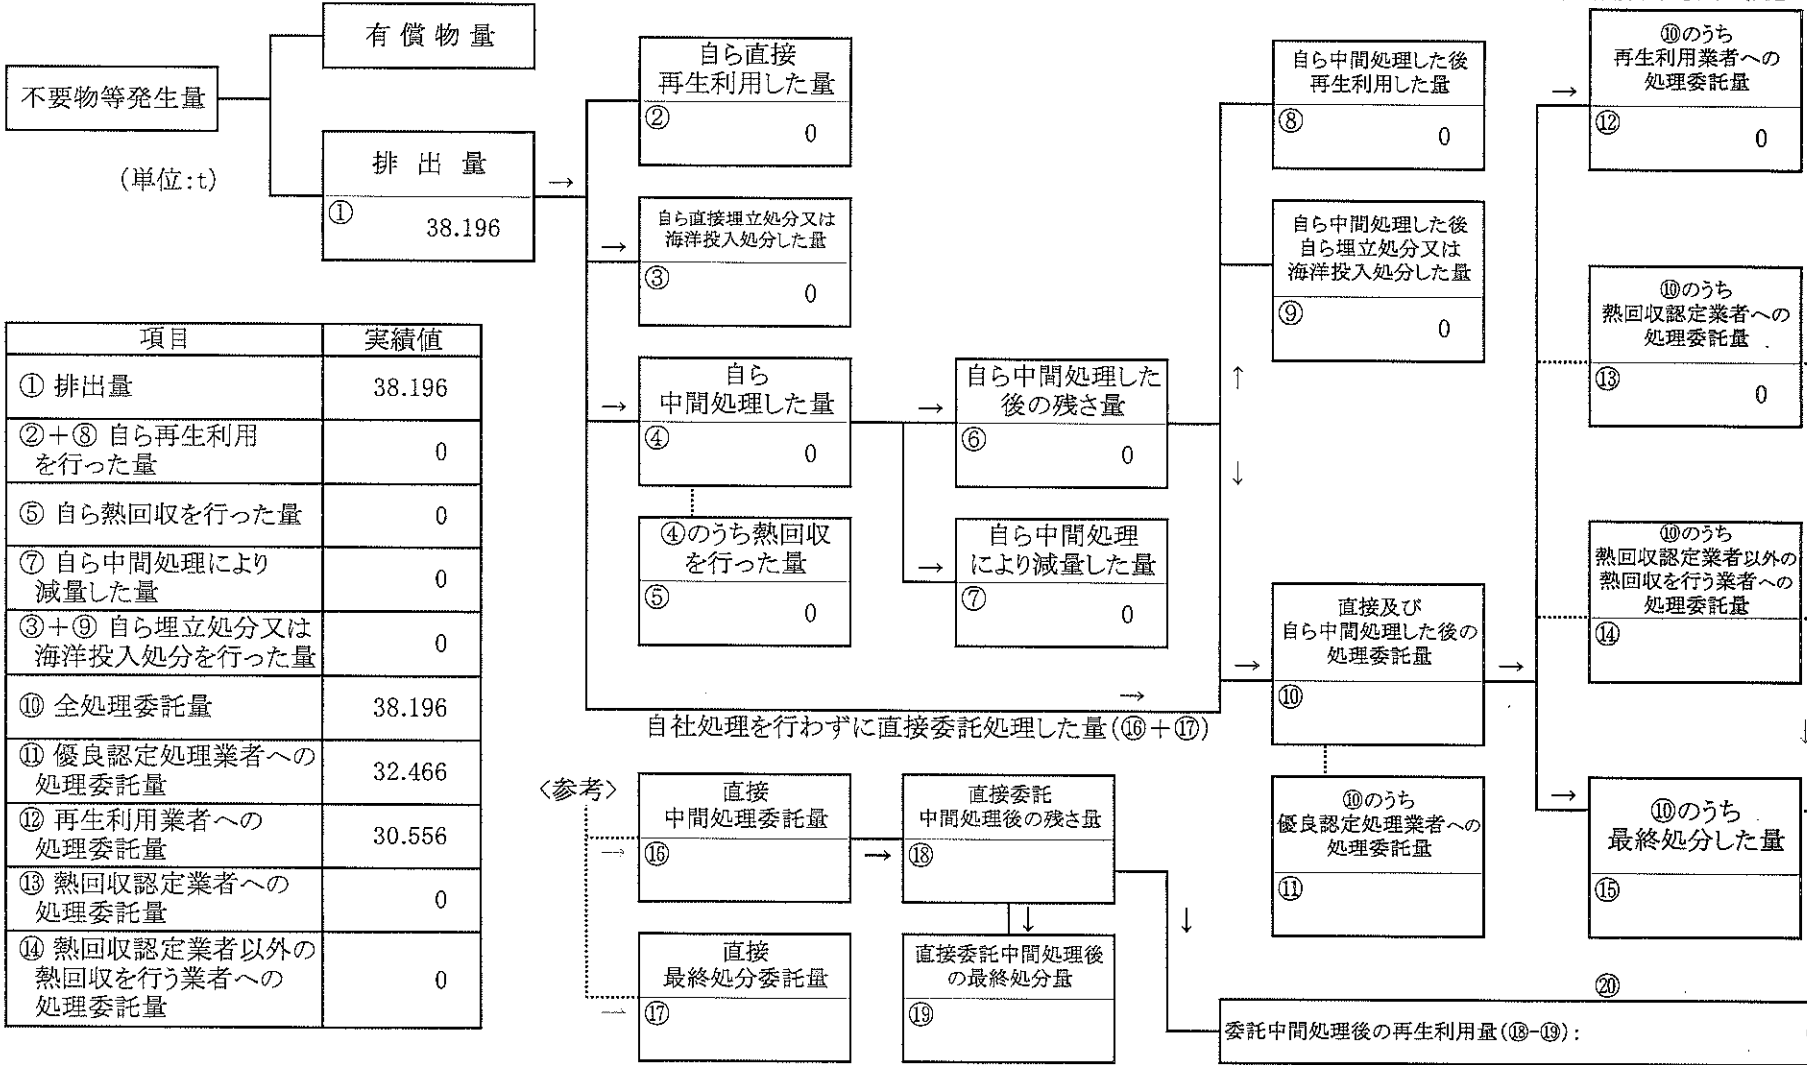 不要物等発生量
(単位:t)
有償物量
排出量
① 38.196
自ら直接
再生利用した量
② 0
自ら直接埋立処分又は
海洋投入処分した量
③ 0
自ら
中間処理した量
④ 0
④のうち熱回収
を行った量
⑤ 0
自ら中間処理した
後の残さ量
⑥ 0
自ら中間処理
により減量した量
⑦ 0
自ら中間処理した後
再生利用した量
⑧ 0
自ら中間処理した後
自ら埋立処分又は
海洋投入処分した量
⑨ 0
直接及び
自ら中間処理した後の
処理委託量
⑩
⑩のうち
優良認定処理業者への
処理委託量
⑪
⑩のうち
再生利用業者への
処理委託量
⑫ 0
⑩のうち
熱回収認定業者への
処理委託量
⑬ 0
⑩のうち
熱回収認定業者以外の
熱回収を行う業者への
処理委託量
⑭
⑩のうち
最終処分した量
⑮
自社処理を行わずに直接委託処理した量(⑯+⑰)
〈参考〉
直接
中間処理委託量
⑯
直接
最終処分委託量
⑰
直接委託
中間処理後の残さ量
⑱
直接委託中間処理後
の最終処分量
⑲
⑳
委託中間処理後の再生利用量(⑱-⑲):
項目 実績値
① 排出量 38.196
②+⑧ 自ら再生利用
を行った量 0
⑤ 自ら熱回収を行った量 0
⑦ 自ら中間処理により
減量した量 0
③+⑨ 自ら埋立処分又は
海洋投入処分を行った量 0
⑩ 全処理委託量 38.196
⑪ 優良認定処理業者への
処理委託量 32.466
⑫ 再生利用業者への
処理委託量 30.556
⑬ 熱回収認定業者への
処理委託量 0
⑭ 熱回収認定業者以外の
熱回収を行う業者への
処理委託量 0